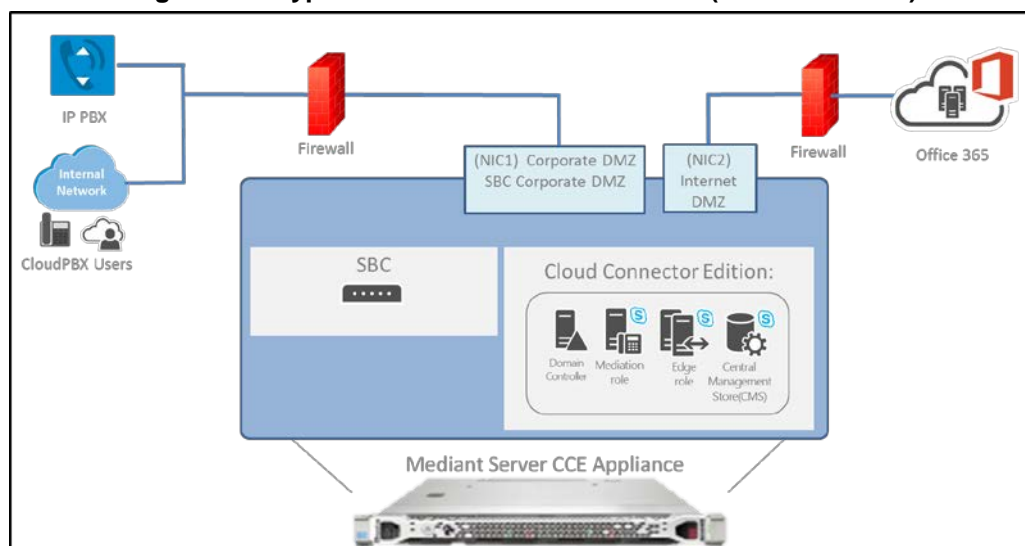 IP PBX
Firewall
Firewall
Office 365
(NIC1) Corporate DMZ
SBC Corporate DMZ
(NIC2)
Internet
DMZ
Internal
Network
CloudPBX Users
SBC
Cloud Connector Edition:
Domain
Controller
Mediation
role
Edge
role
Central
Management
Store(CMS)
Mediant Server CCE Appliance